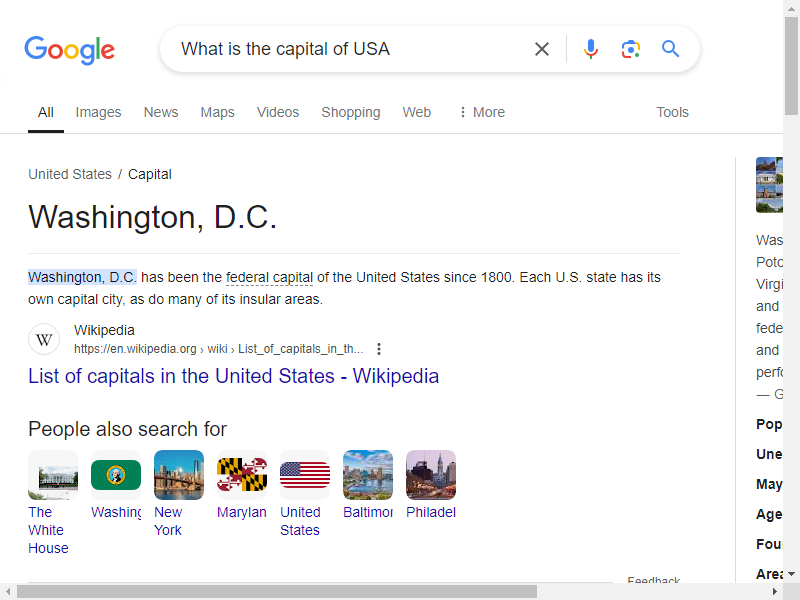 Google
What is the capital of USA
All Images News Maps Videos Shopping Web More Tools
United States / Capital
Washington, D.C.
Washington, D.C. has been the federal capital of the United States since 1800. Each U.S. state has its
own capital city, as do many of its insular areas.
W
Wikipedia
https://en.wikipedia.org › wiki › List_of_capitals_in_th...
List of capitals in the United States - Wikipedia
People also search for
The White House
Washing
New York
Marylan
United States
Baltimor
Philadel
Feedback
Was
Poto
Virgi
and
fede
and
perfo
— G
Pop
Une
May
Age
Fou
Area